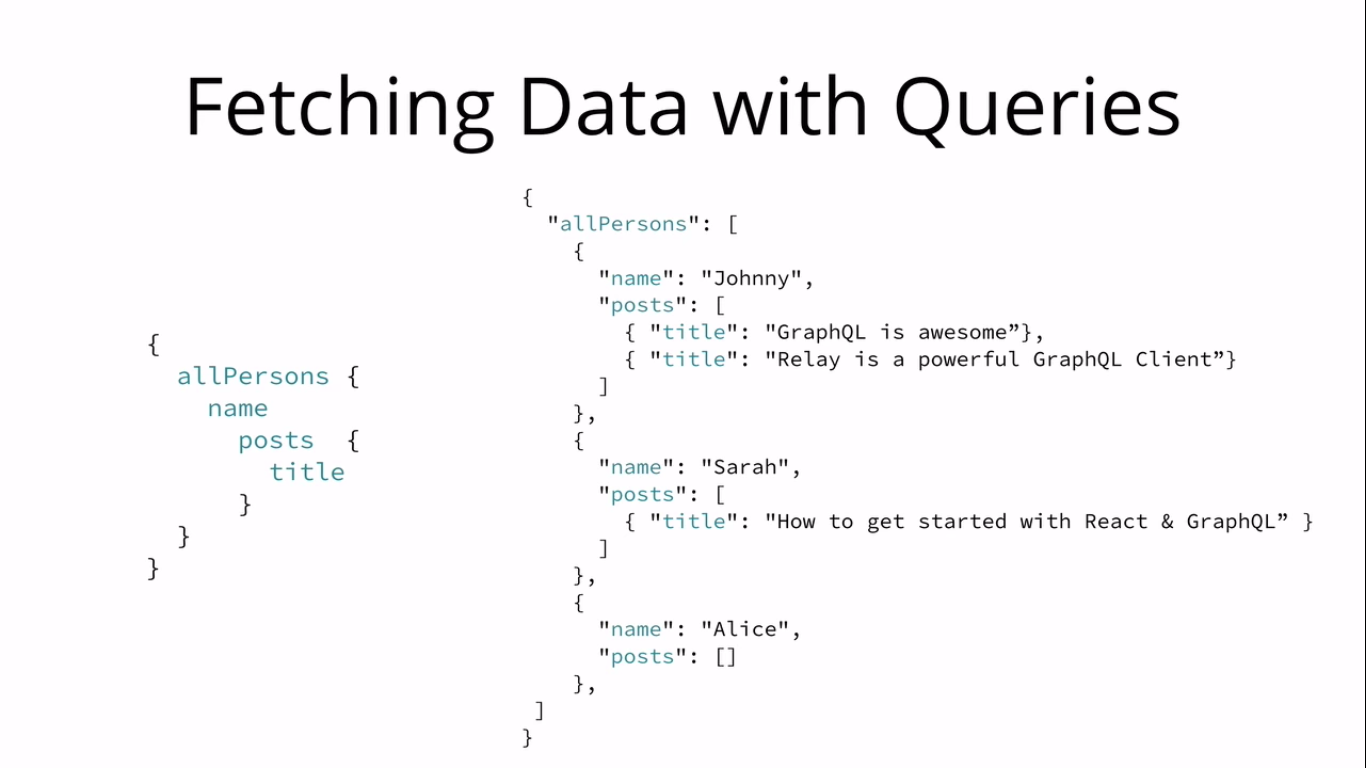 Fetching Data with Queries
{
  allPersons {
    name
      posts  {
        title
      }
  }
}
{
  "allPersons": [
    {
      "name": "Johnny",
      "posts": [
        { "title": "GraphQL is awesome”},
        { "title": "Relay is a powerful GraphQL Client”}
      ]
    },
    {
      "name": "Sarah",
      "posts": [
        { "title": "How to get started with React & GraphQL” }
      ]
    },
    {
      "name": "Alice",
      "posts": []
    },
 ]
}